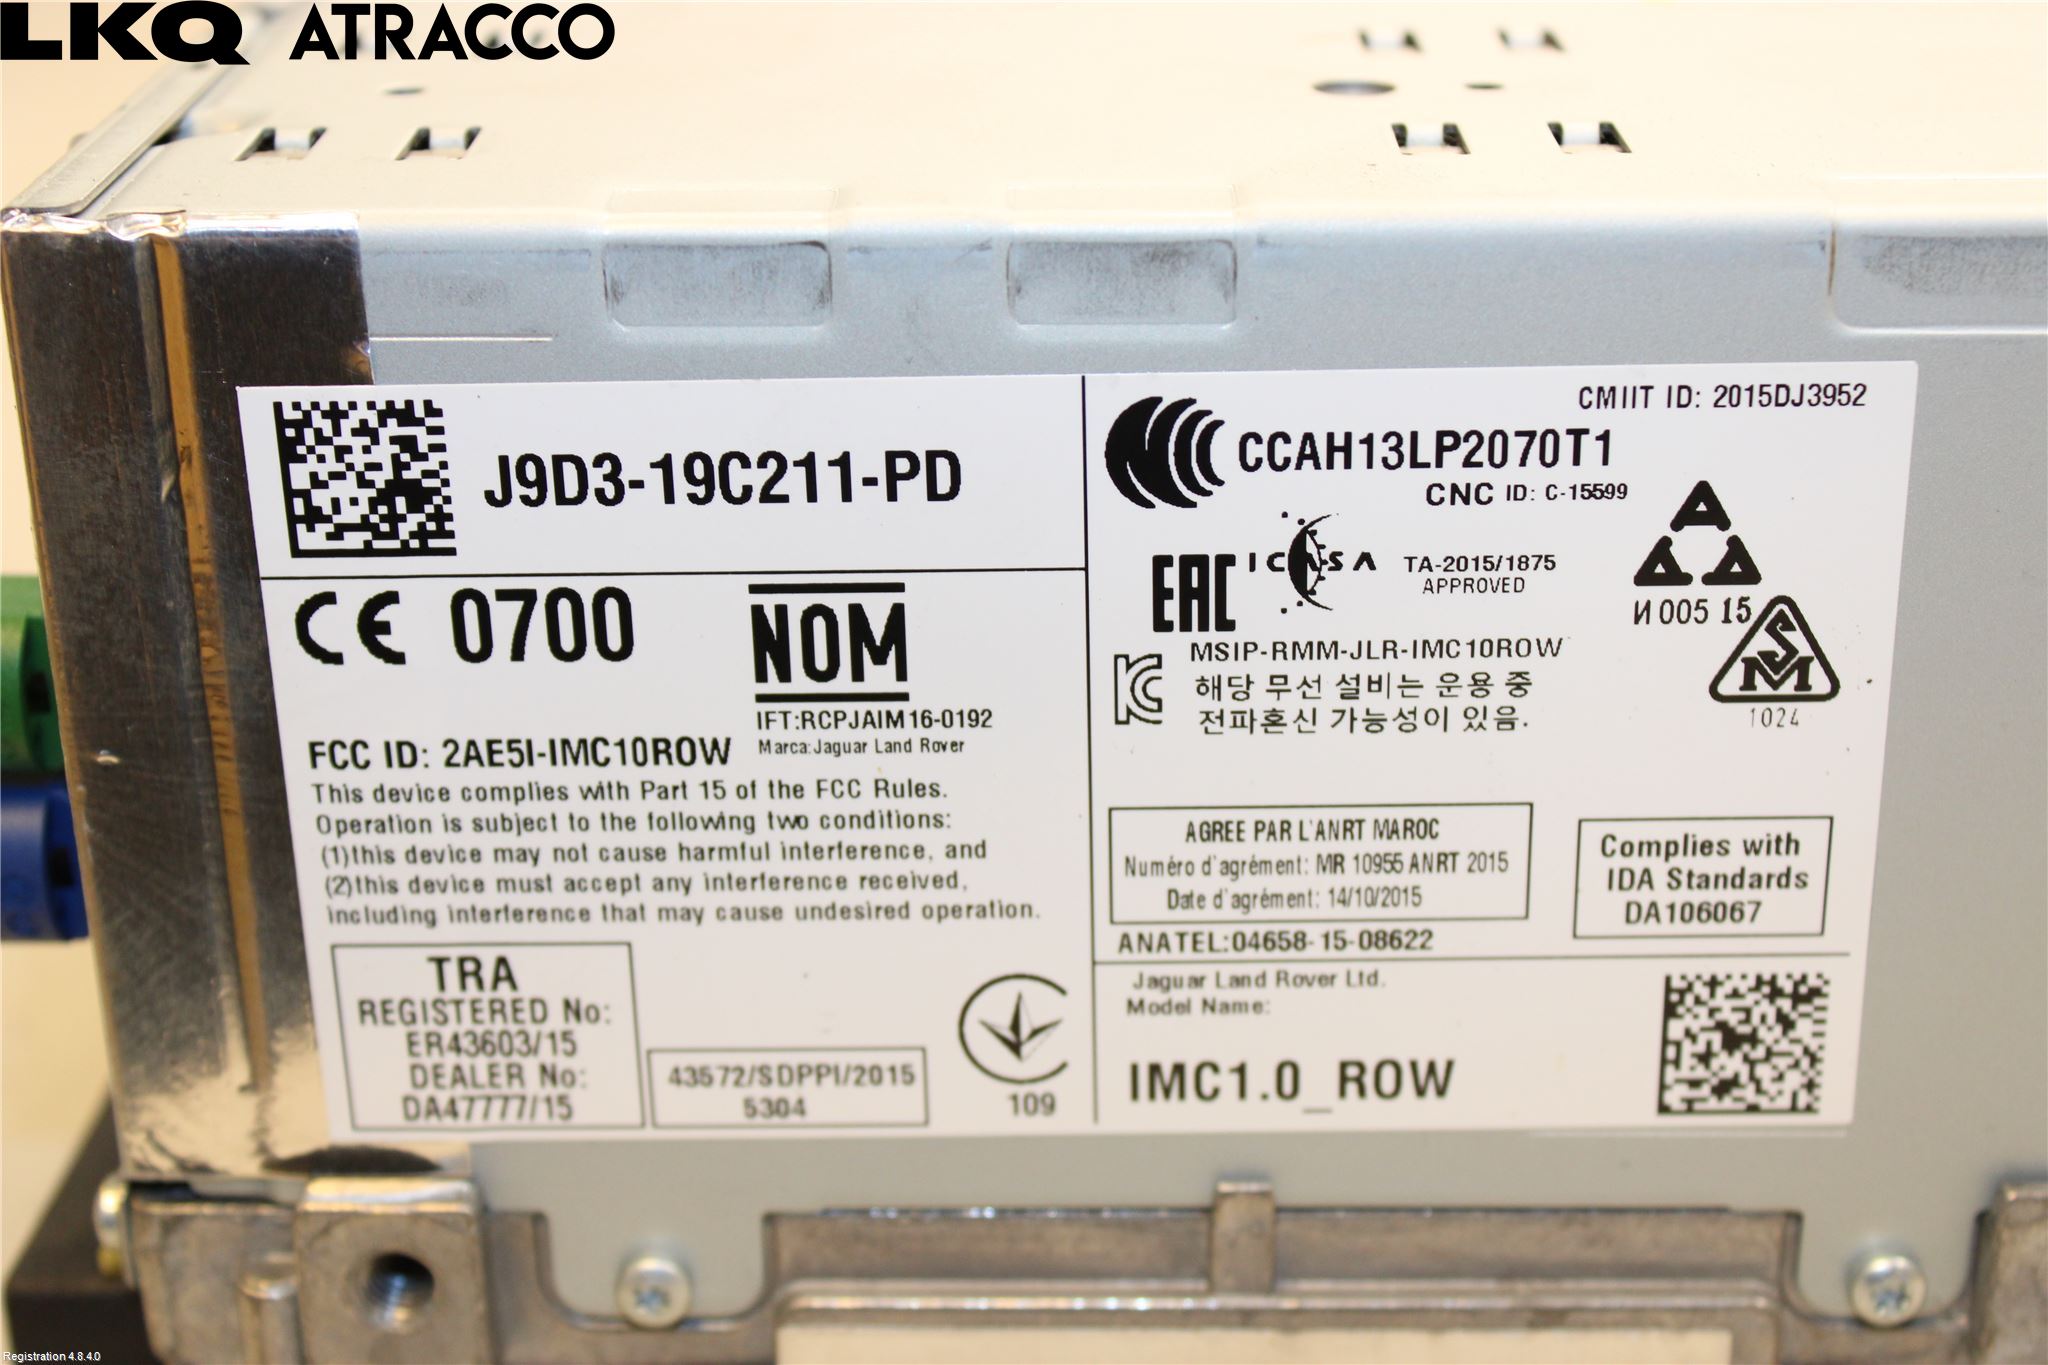 LKQ ATRACCO
J9D3-19C211-PD
CE 0700
NOM
IFT:RCPJAIM16-0192
Marca:Jaguar Land Rover
FCC ID: 2AE5I-IMC10ROW
This device complies with Part 15 of the FCC Rules.
Operation is subject to the following two conditions:
(1)this device may not cause harmful interference, and
(2)this device must accept any interference received,
including interference that may cause undesired operation.
TRA
REGISTERED No:
ER43603/15
DEALER No:
DA47777/15
43572/SDPPI/2015
5304
109
CMIIT ID: 2015DJ3952
CCAH13LP2070T1
CNC ID: C-15599
EAC
ICASA
TA-2015/1875
APPROVED
И 005 15
SM
1024
MSIP-RMM-JLR-IMC10ROW
해당 무선 설비는 운용 중
전파혼신 가능성이 있음.
AGREE PAR L'ANRT MAROC
Numéro d'agrément: MR 10955 ANRT 2015
Date d'agrément: 14/10/2015
Complies with
IDA Standards
DA106067
ANATEL:04658-15-08622
Jaguar Land Rover Ltd.
Model Name:
IMC1.0_ROW
Registration 4.8.4.0